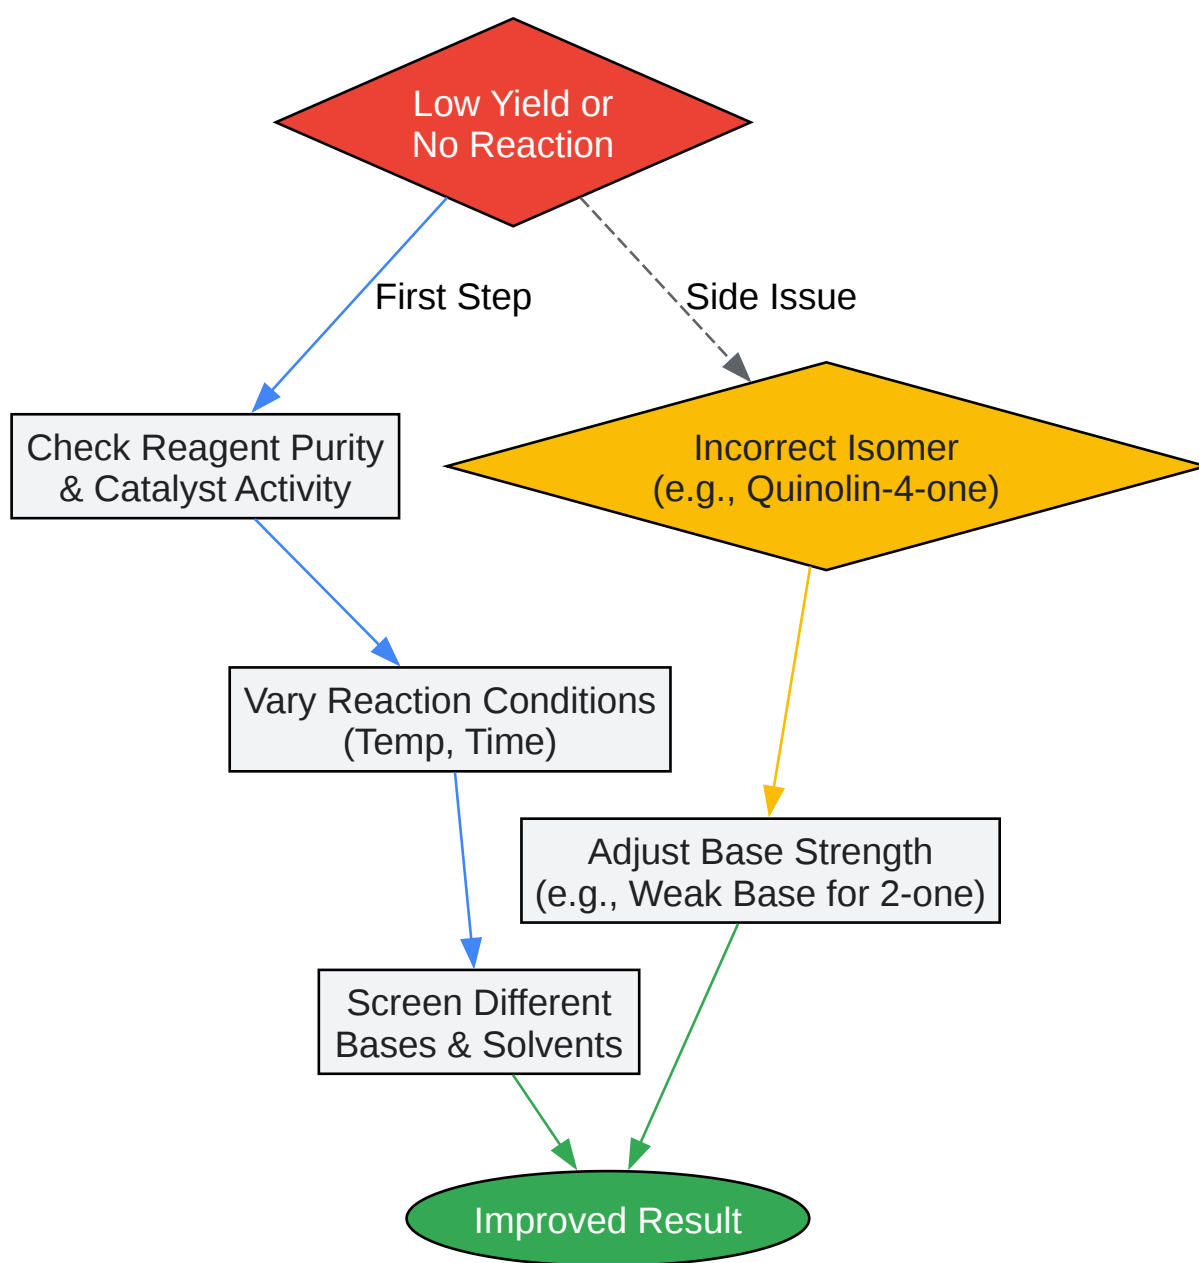 Low Yield or
No Reaction
First Step
Side Issue
Check Reagent Purity
& Catalyst Activity
Incorrect Isomer
(e.g., Quinolin-4-one)
Vary Reaction Conditions
(Temp, Time)
Adjust Base Strength
(e.g., Weak Base for 2-one)
Screen Different
Bases & Solvents
Improved Result